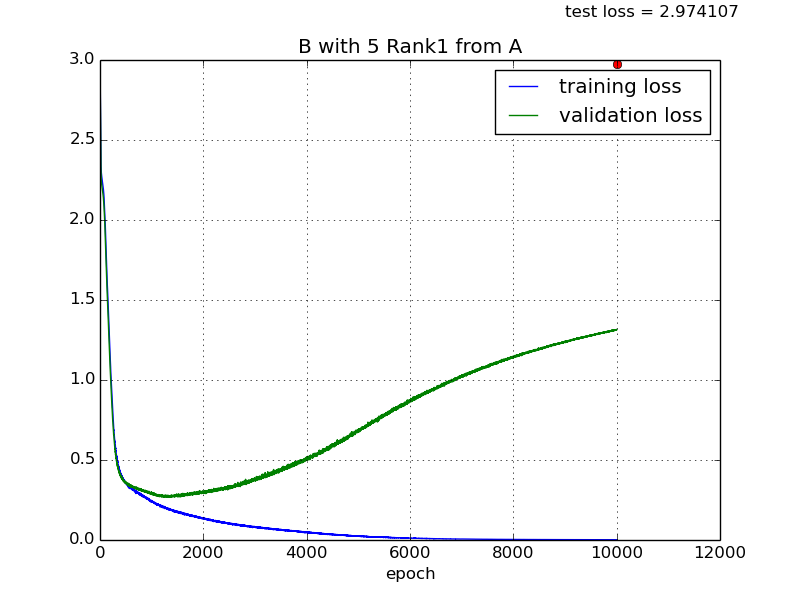 test loss = 2.974107
B with 5 Rank1 from A
training loss
validation loss
3.0
2.5
2.0
1.5
1.0
0.5
0.0
0 2000 4000 6000 8000 10000 12000
epoch